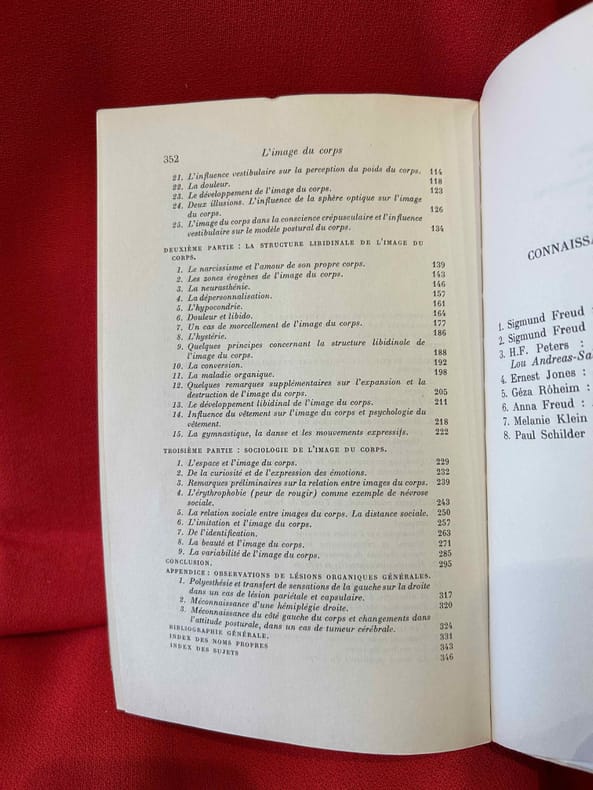 352 L'image du corps
21. L'influence vestibulaire sur la perception du poids du corps. 114
22. La douleur. 118
23. Le développement de l'image du corps. 123
24. Deux illusions. L'influence de la sphère optique sur l'image
du corps. 126
25. L'image du corps dans la conscience crépusculaire et l'influence
vestibulaire sur le modèle postural du corps. 134
DEUXIÈME PARTIE : LA STRUCTURE LIBIDINALE DE L'IMAGE DU
CORPS.
1. Le narcissisme et l'amour de son propre corps. 139
2. Les zones érogènes de l'image du corps. 143
3. La neurasthénie. 146
4. La dépersonnalisation. 157
5. L'hypocondrie. 161
6. Douleur et libido. 164
7. Un cas de morcellement de l'image du corps. 177
8. L'hystérie. 186
9. Quelques principes concernant la structure libidinale de
l'image du corps. 188
10. La conversion. 192
11. La maladie organique. 198
12. Quelques remarques supplémentaires sur l'expansion et la
destruction de l'image du corps. 205
13. Le développement libidinal de l'image du corps. 211
14. Influence du vêtement sur l'image du corps et psychologie du
vêtement. 218
15. La gymnastique, la danse et les mouvements expressifs. 222
TROISIÈME PARTIE : SOCIOLOGIE DE L'IMAGE DU CORPS.
1. L'espace et l'image du corps. 229
2. De la curiosité et de l'expression des émotions. 232
3. Remarques préliminaires sur la relation entre images du corps. 239
4. L'érythrophobie (peur de rougir) comme exemple de névrose
sociale. 243
5. La relation sociale entre images du corps. La distance sociale. 250
6. L'imitation et l'image du corps. 257
7. De l'identification. 263
8. La beauté et l'image du corps. 271
9. La variabilité de l'image du corps. 285
CONCLUSION. 295
APPENDICE : OBSERVATIONS DE LÉSIONS ORGANIQUES GÉNÉRALES.
1. Polyesthésie et transfert de sensations de la gauche sur la droite
dans un cas de lésion pariétale et capsulaire. 317
2. Méconnaissance d'une hémiplégie droite. 320
3. Méconnaissance du côté gauche du corps et changements dans
l'attitude posturale, dans un cas de tumeur cérébrale. 324
BIBLIOGRAPHIE GÉNÉRALE. 331
INDEX DES NOMS PROPRES 343
INDEX DES SUJETS 346
CONNAISSA
1. Sigmund Freud
2. Sigmund Freud
3. H.F. Peters :
Lou Andreas-Sal
4. Ernest Jones :
5. Géza Róheim :
6. Anna Freud :
7. Melanie Klein
8. Paul Schilder